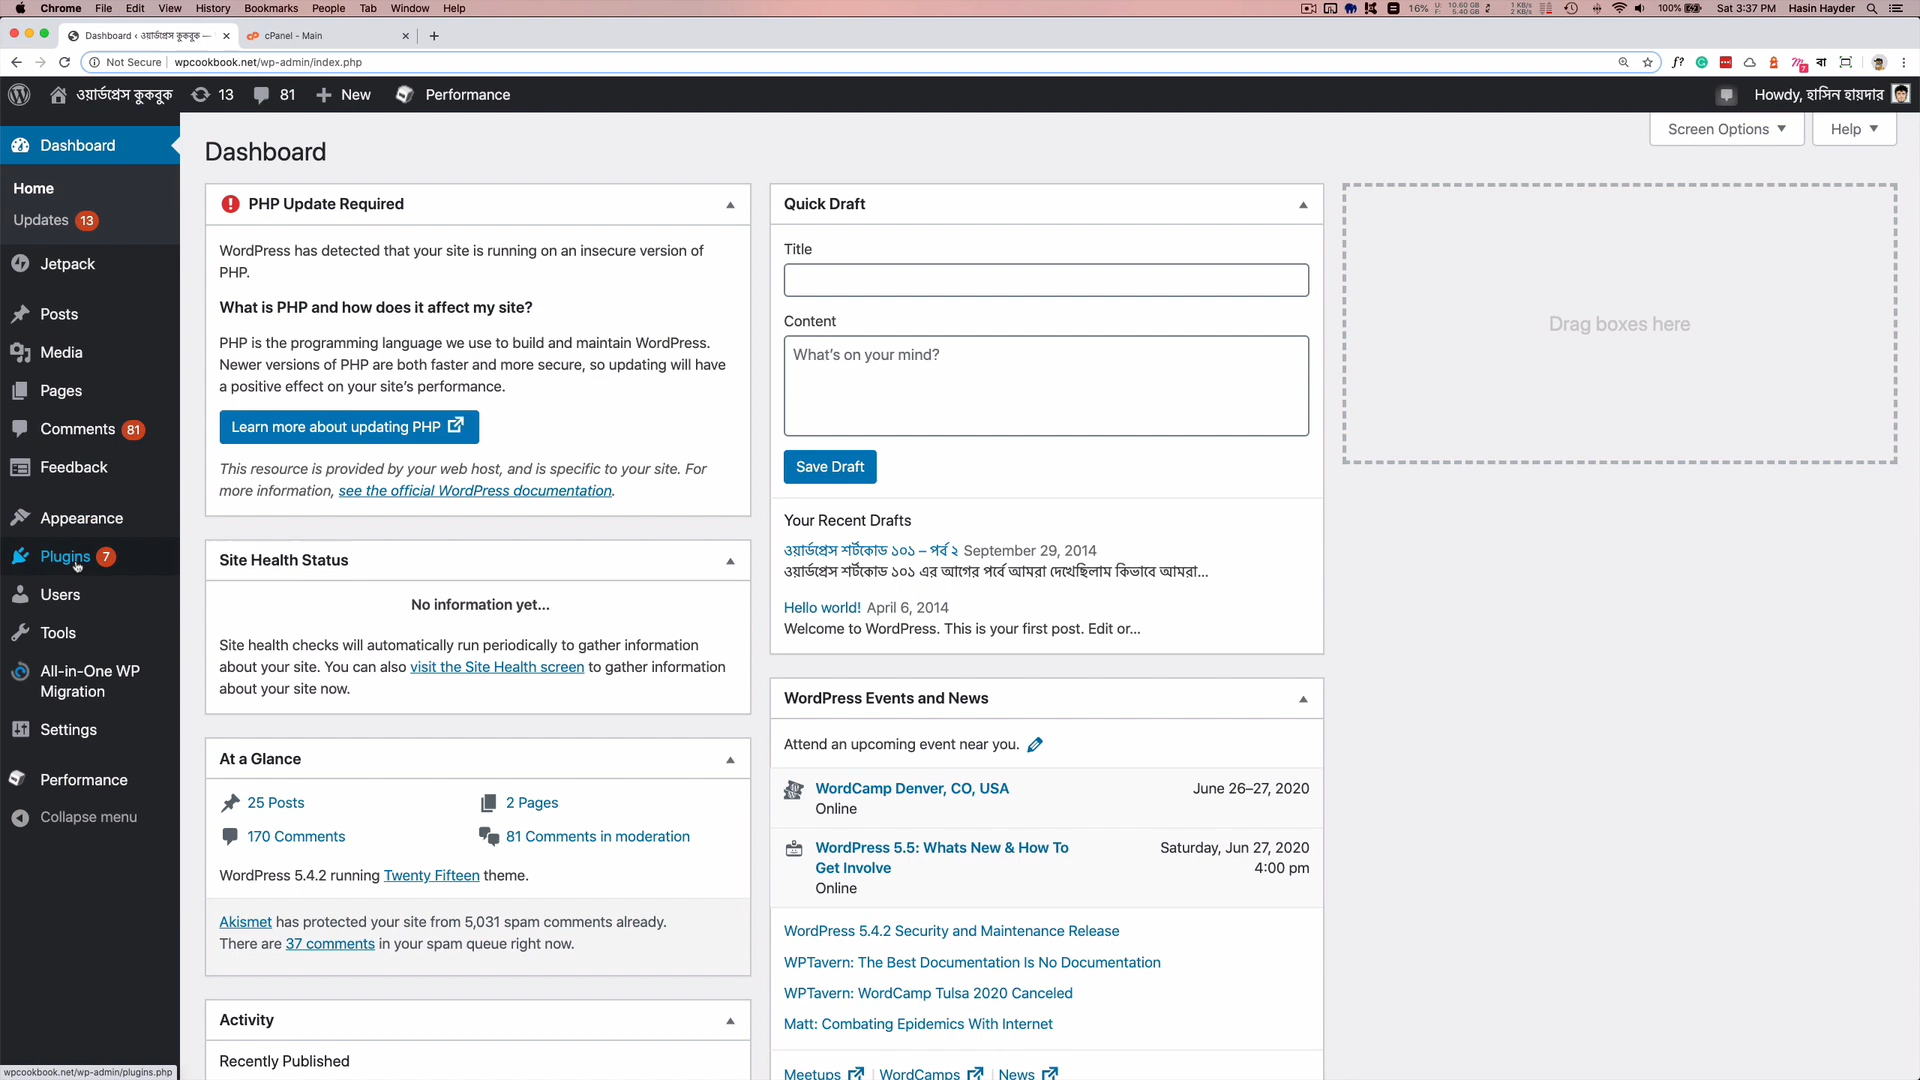 Chrome File Edit View History Bookmarks People Tab Window Help
16% U: 10.60 GB F: 5.40 GB 1 KB/s 2 KB/s 100% Sat 3:37 PM Hasin Hayder
Dashboard ‹ ওয়ার্ডপ্রেস কুকবুক — cPanel - Main
Not Secure wpcookbook.net/wp-admin/index.php
ওয়ার্ডপ্রেস কুকবুক 13 81 New Performance Howdy, হাসিন হায়দার
Screen Options Help
Dashboard
Home
Updates 13
Jetpack
Posts
Media
Pages
Comments 81
Feedback
Appearance
Plugins 7
Users
Tools
All-in-One WP
Migration
Settings
Performance
Collapse menu
wpcookbook.net/wp-admin/plugins.php
Dashboard
PHP Update Required
WordPress has detected that your site is running on an insecure version of
PHP.
What is PHP and how does it affect my site?
PHP is the programming language we use to build and maintain WordPress.
Newer versions of PHP are both faster and more secure, so updating will have
a positive effect on your site's performance.
Learn more about updating PHP
This resource is provided by your web host, and is specific to your site. For
more information, see the official WordPress documentation.
Site Health Status
No information yet...
Site health checks will automatically run periodically to gather information
about your site. You can also visit the Site Health screen to gather information
about your site now.
At a Glance
25 Posts 2 Pages
170 Comments 81 Comments in moderation
WordPress 5.4.2 running Twenty Fifteen theme.
Akismet has protected your site from 5,031 spam comments already.
There are 37 comments in your spam queue right now.
Activity
Recently Published
Quick Draft
Title
Content
What's on your mind?
Save Draft
Your Recent Drafts
ওয়ার্ডপ্রেস শর্টকোড ১০১ – পর্ব ২ September 29, 2014
ওয়ার্ডপ্রেস শর্টকোড ১০১ এর আগের পর্বে আমরা দেখেছিলাম কিভাবে আমরা…
Hello world! April 6, 2014
Welcome to WordPress. This is your first post. Edit or…
WordPress Events and News
Attend an upcoming event near you.
WordCamp Denver, CO, USA June 26–27, 2020
Online
WordPress 5.5: Whats New & How To Saturday, Jun 27, 2020
Get Involve 4:00 pm
Online
WordPress 5.4.2 Security and Maintenance Release
WPTavern: The Best Documentation Is No Documentation
WPTavern: WordCamp Tulsa 2020 Canceled
Matt: Combating Epidemics With Internet
Meetups | WordCamps | News
Drag boxes here